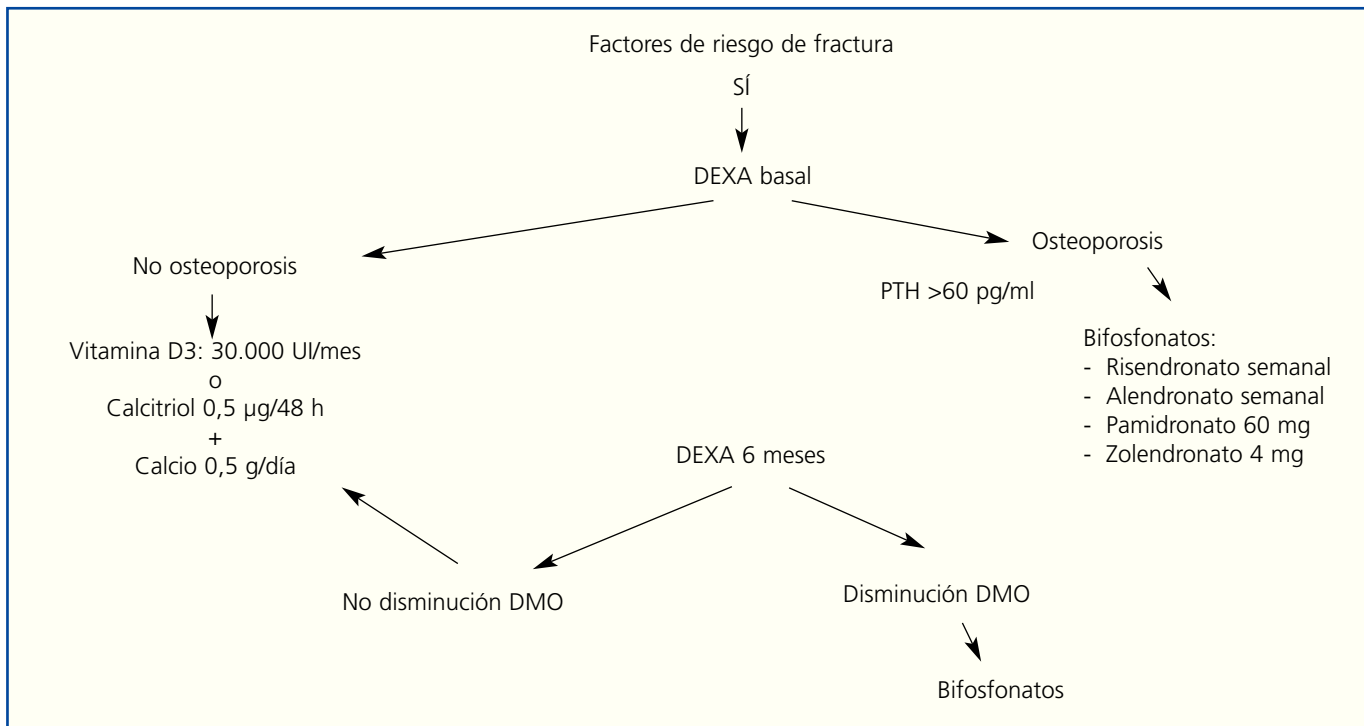 Factores de riesgo de fractura
SÍ
DEXA basal
No osteoporosis
Vitamina D3: 30.000 UI/mes
o
Calcitriol 0,5 µg/48 h
+
Calcio 0,5 g/día
Osteoporosis
PTH >60 pg/ml
Bifosfonatos:
- Risendronato semanal
- Alendronato semanal
- Pamidronato 60 mg
- Zolendronato 4 mg
DEXA 6 meses
No disminución DMO
Disminución DMO
Bifosfonatos